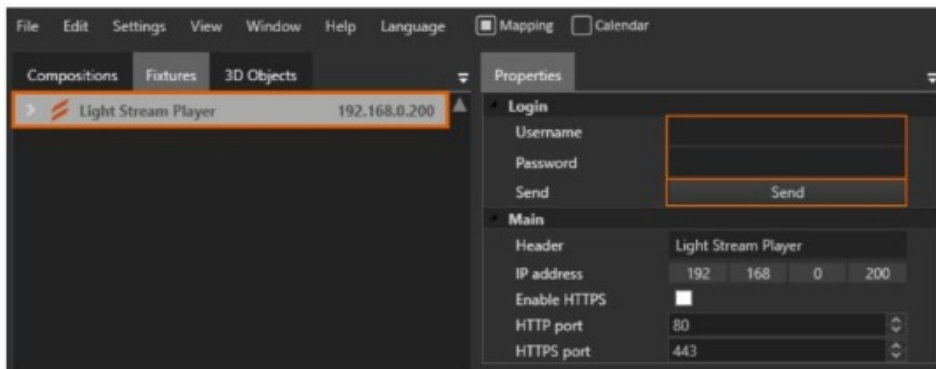 File Edit Settings View Window Help Language Mapping Calendar
Compositions Fixtures 3D Objects
Light Stream Player 192.168.0.200
Properties
Login
Username
Password
Send Send
Main
Header Light Stream Player
IP address 192 168 0 200
Enable HTTPS
HTTP port 80
HTTPS port 443